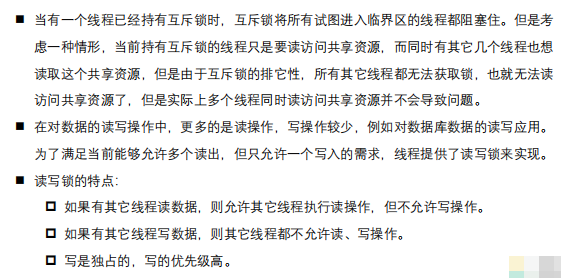 ■ 当有一个线程已经持有互斥锁时，互斥锁将所有试图进入临界区的线程都阻塞住。但是考
虑一种情形，当前持有互斥锁的线程只是要读访问共享资源，而同时有其它几个线程也想
读取这个共享资源，但是由于互斥锁的排它性，所有其它线程都无法获取锁，也就无法读
访问共享资源了，但是实际上多个线程同时读访问共享资源并不会导致问题。
■ 在对数据的读写操作中，更多的是读操作，写操作较少，例如对数据库数据的读写应用。
为了满足当前能够允许多个读出，但只允许一个写入的需求，线程提供了读写锁来实现。
■ 读写锁的特点：
❑ 如果有其它线程读数据，则允许其它线程执行读操作，但不允许写操作。
❑ 如果有其它线程写数据，则其它线程都不允许读、写操作。
❑ 写是独占的，写的优先级高。